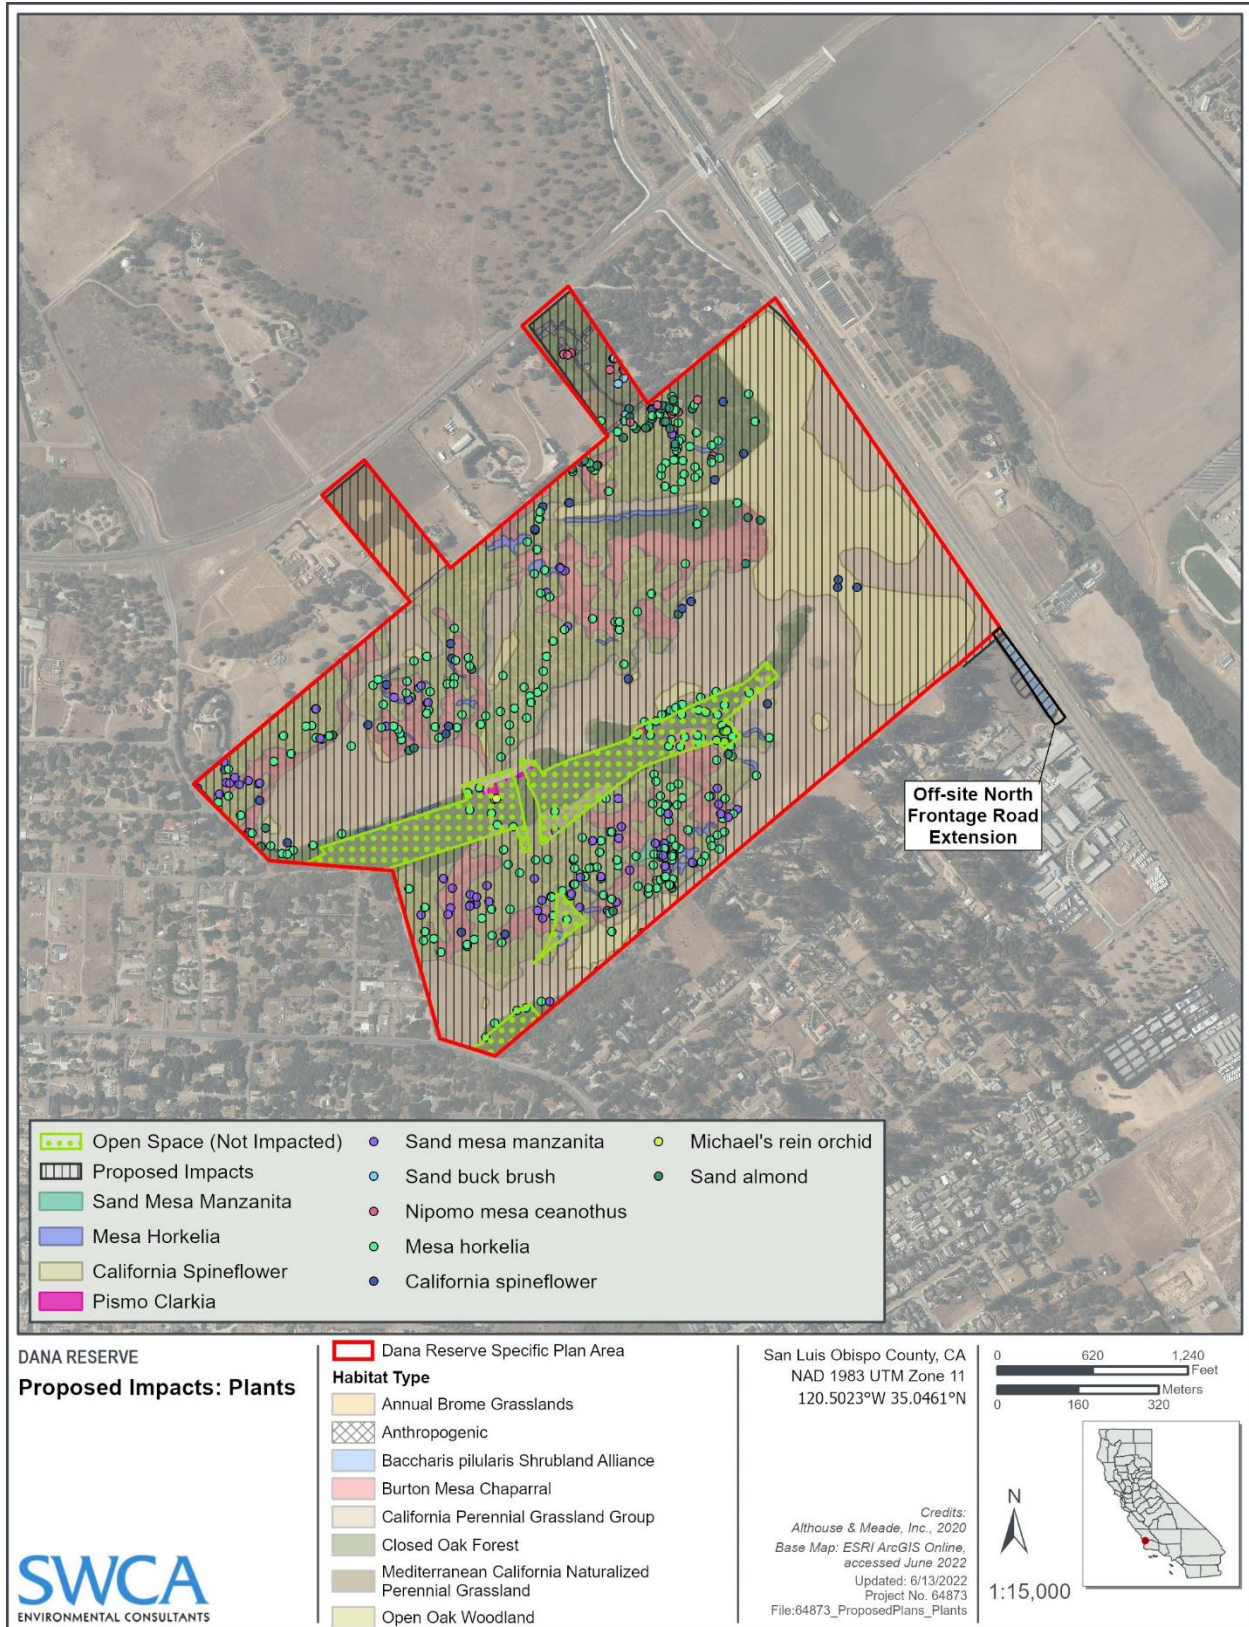 Off-site North
Frontage Road
Extension
Open Space (Not Impacted)
Proposed Impacts
Sand Mesa Manzanita
Mesa Horkelia
California Spineflower
Pismo Clarkia
Sand mesa manzanita
Sand buck brush
Nipomo mesa ceanothus
Mesa horkelia
California spineflower
Michael's rein orchid
Sand almond
DANA RESERVE
Proposed Impacts: Plants
SWCA
ENVIRONMENTAL CONSULTANTS
Dana Reserve Specific Plan Area
Habitat Type
Annual Brome Grasslands
Anthropogenic
Baccharis pilularis Shrubland Alliance
Burton Mesa Chaparral
California Perennial Grassland Group
Closed Oak Forest
Mediterranean California Naturalized
Perennial Grassland
Open Oak Woodland
San Luis Obispo County, CA
NAD 1983 UTM Zone 11
120.5023°W 35.0461°N
Credits:
Althouse & Meade, Inc., 2020
Base Map: ESRI ArcGIS Online,
accessed June 2022
Updated: 6/13/2022
Project No. 64873
File:64873_ProposedPlans_Plants
0 620 1,240
Feet
Meters
0 160 320
N
1:15,000